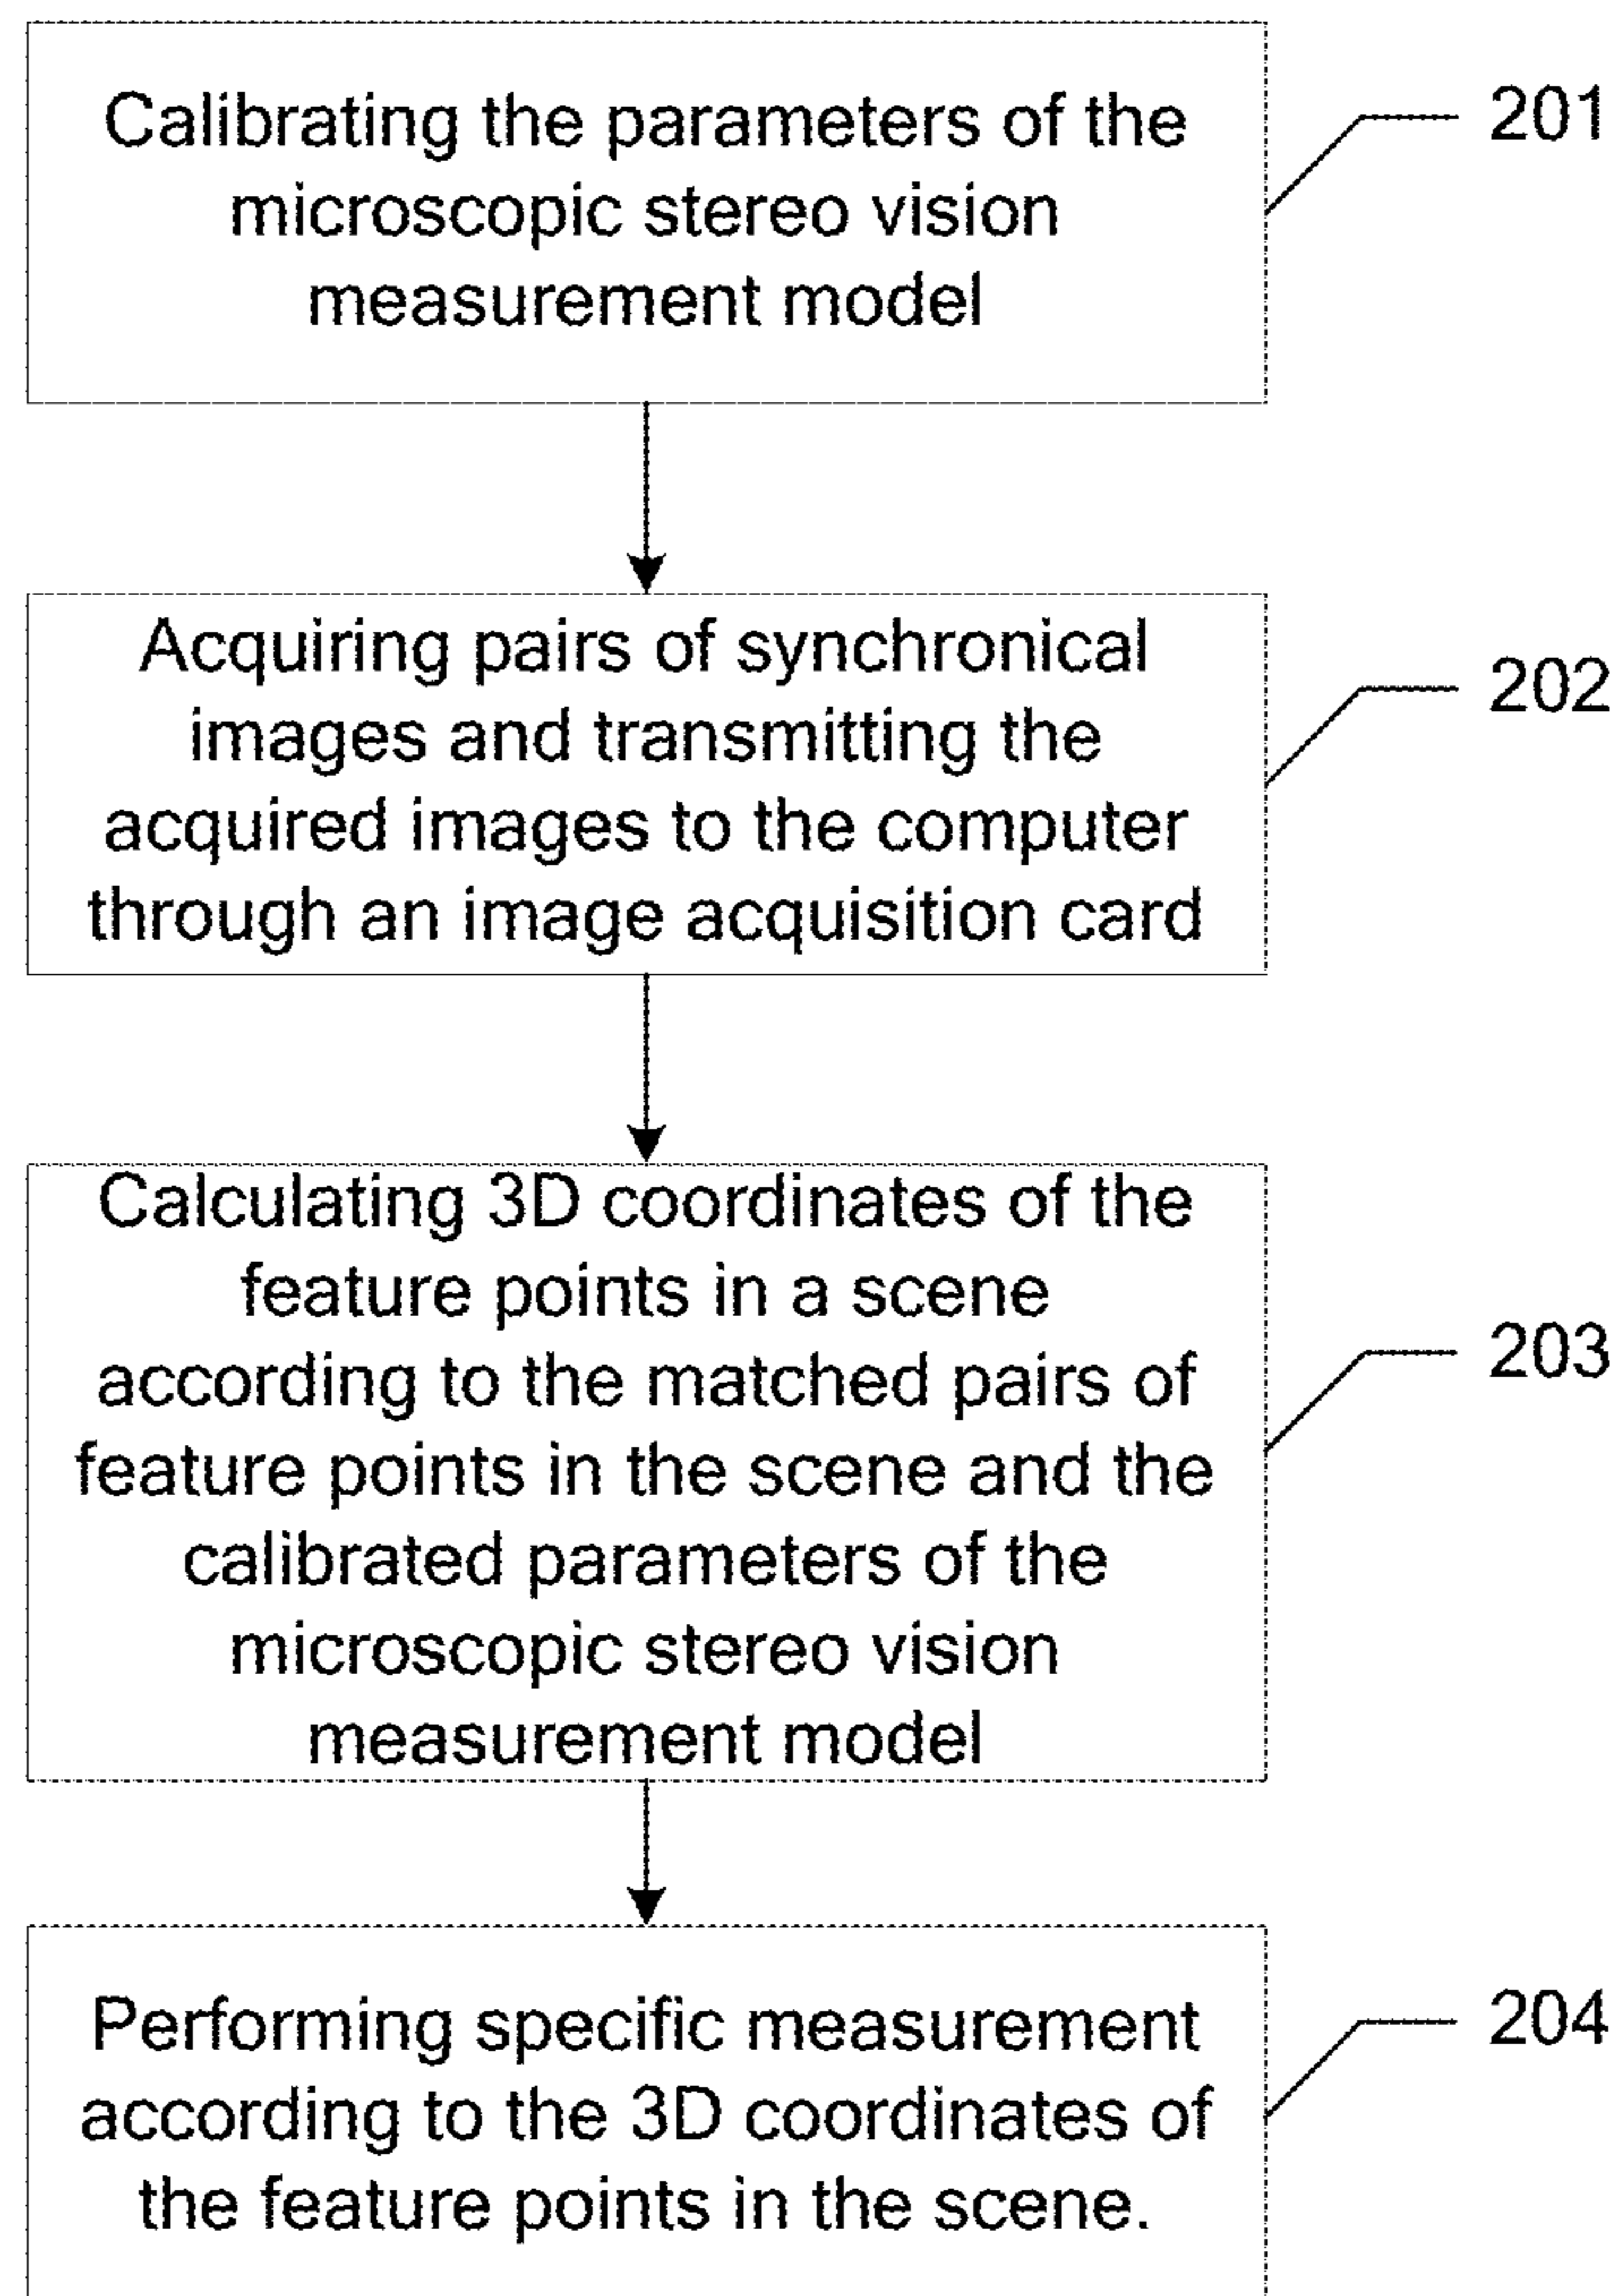 Calibrating the parameters of the
microscopic stereo vision
measurement model
201
Acquiring pairs of synchronical
images and transmitting the
acquired images to the computer
through an image acquisition card
202
Calculating 3D coordinates of the
feature points in a scene
according to the matched pairs of
feature points in the scene and the
calibrated parameters of the
microscopic stereo vision
measurement model
203
Performing specific measurement
according to the 3D coordinates of
the feature points in the scene.
204